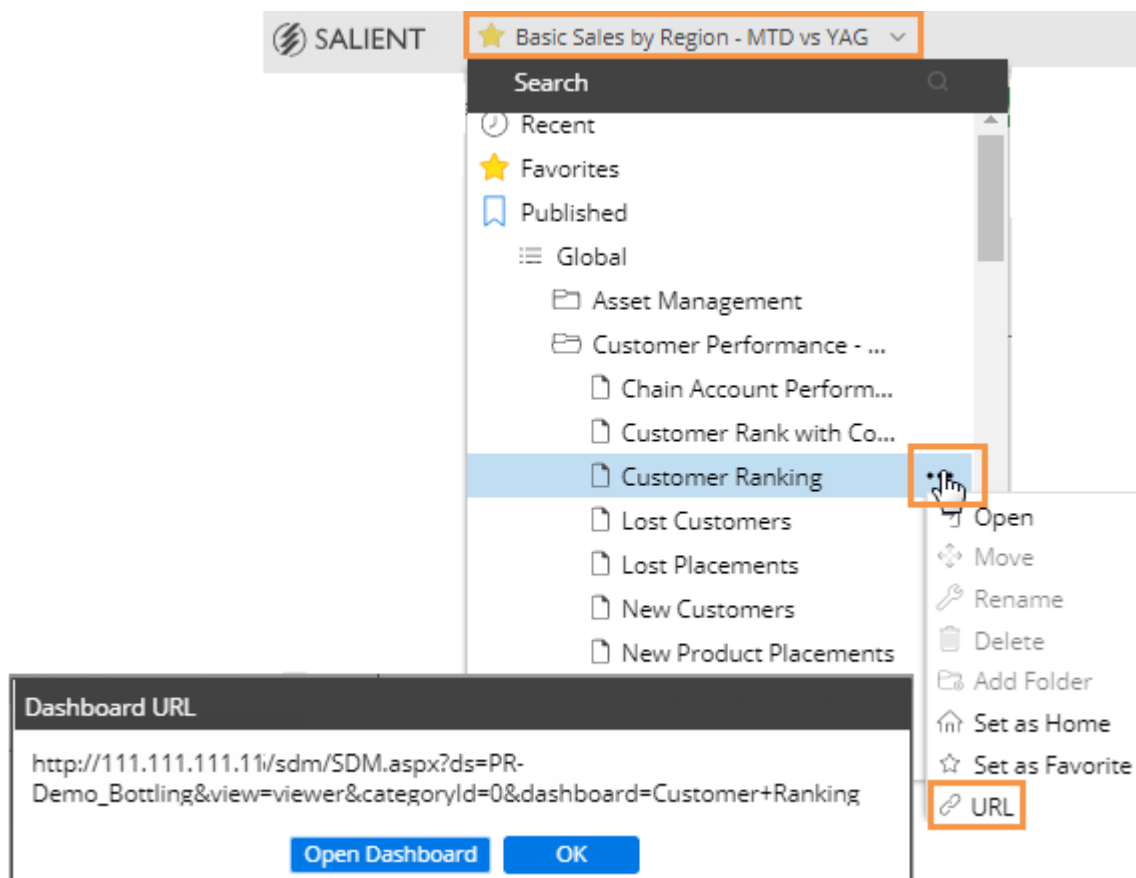 SALIENT
Basic Sales by Region - MTD vs YAG
Search
Recent
Favorites
Published
Global
Asset Management
Customer Performance - ...
Chain Account Perform...
Customer Rank with Co...
Customer Ranking
Lost Customers
Lost Placements
New Customers
New Product Placements
Open
Move
Rename
Delete
Add Folder
Set as Home
Set as Favorite
URL
Dashboard URL
http://111.111.111.11/sdm/SDM.aspx?ds=PR-
Demo_Bottling&view=viewer&categoryId=0&dashboard=Customer+Ranking
Open Dashboard
OK